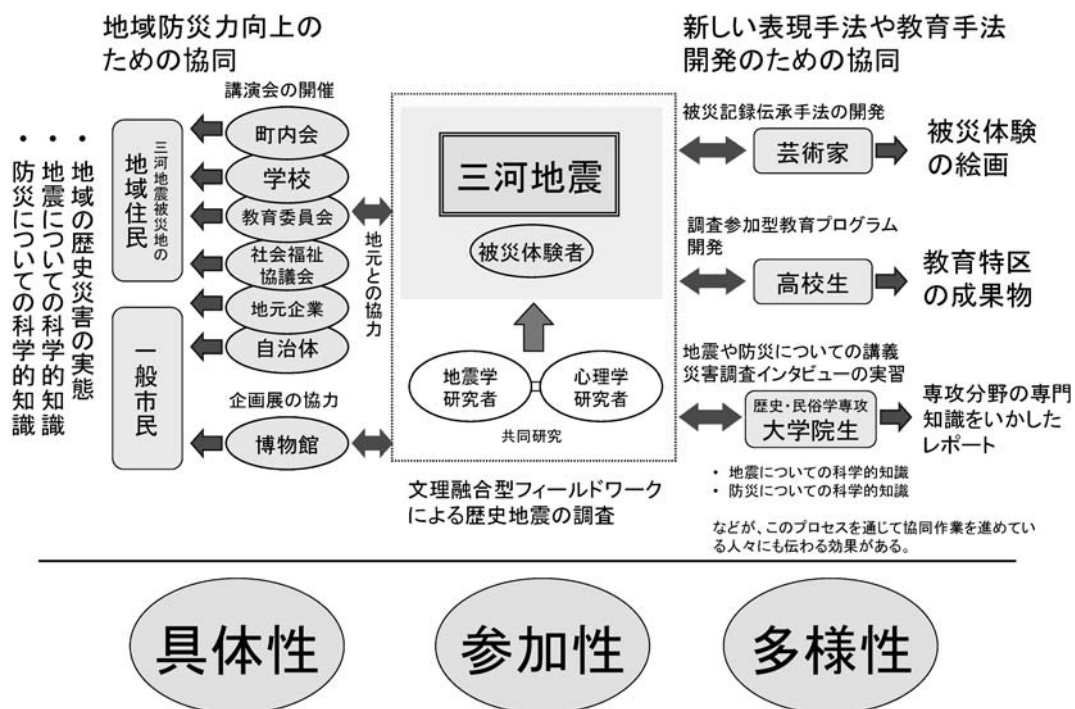 地域防災力向上の
ための協同
講演会の開催
町内会
学校
教育委員会
社会福祉
協議会
地元企業
自治体
企画展の協力
博物館
三河地震被災地の
地域住民
一般市民
・地域の歴史災害の実態
・地震についての科学的知識
・防災についての科学的知識
地元との協力
三河地震
被災体験者
地震学
研究者
心理学
研究者
共同研究
文理融合型フィールドワーク
による歴史地震の調査
新しい表現手法や教育手法
開発のための協同
被災記録伝承手法の開発
芸術家
被災体験
の絵画
調査参加型教育プログラム
開発
高校生
教育特区
の成果物
地震や防災についての講義
災害調査インタビューの実習
歴史・民俗学専攻
大学院生
専攻分野の専門
知識をいかした
レポート
・ 地震についての科学的知識
・ 防災についての科学的知識
などが、このプロセスを通じて協同作業を進めてい
る人々にも伝わる効果がある。
具体性
参加性
多様性